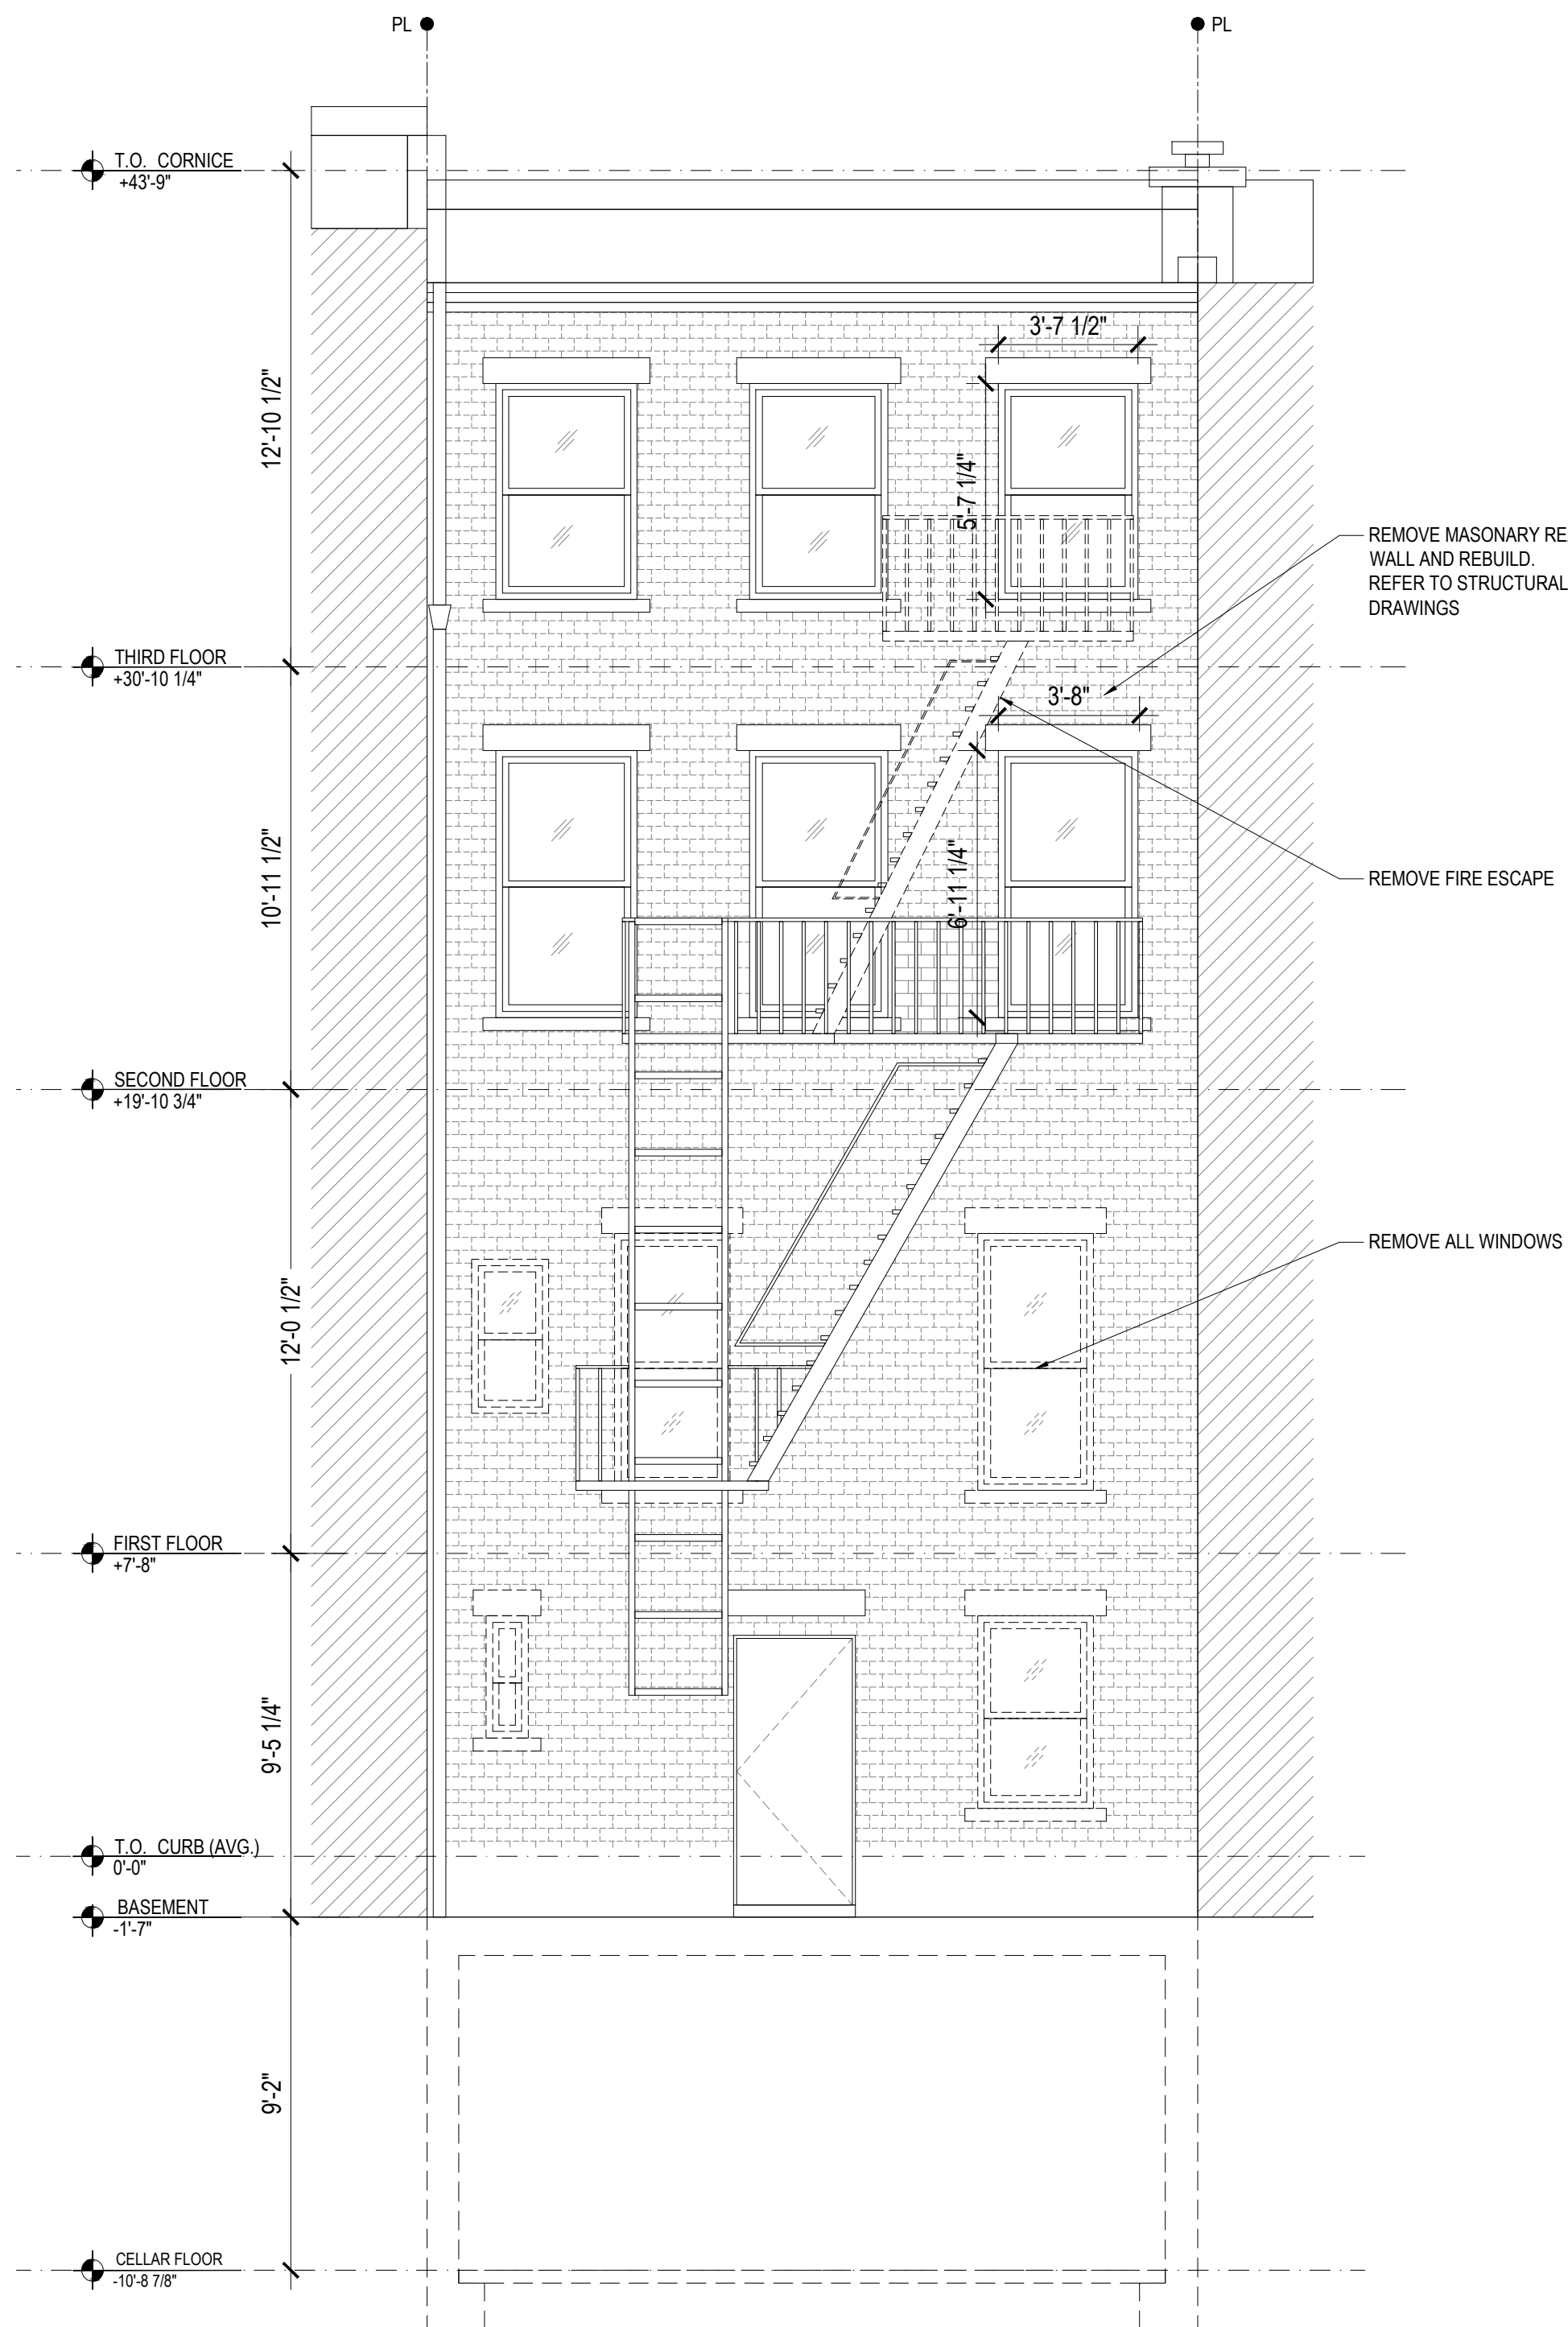 PL
PL
T.O. CORNICE
+43'-9"
3'-7 1/2"
12'-10 1/2"
5'-7 1/4"
REMOVE MASONARY RE
WALL AND REBUILD.
REFER TO STRUCTURAL
DRAWINGS
THIRD FLOOR
+30'-10 1/4"
3'-8"
10'-11 1/2"
6'-11 1/4"
REMOVE FIRE ESCAPE
SECOND FLOOR
+19'-10 3/4"
REMOVE ALL WINDOWS
12'-0 1/2"
FIRST FLOOR
+7'-8"
9'-5 1/4"
T.O. CURB (AVG.)
0'-0"
BASEMENT
-1'-7"
9'-2"
CELLAR FLOOR
-10'-8 7/8"